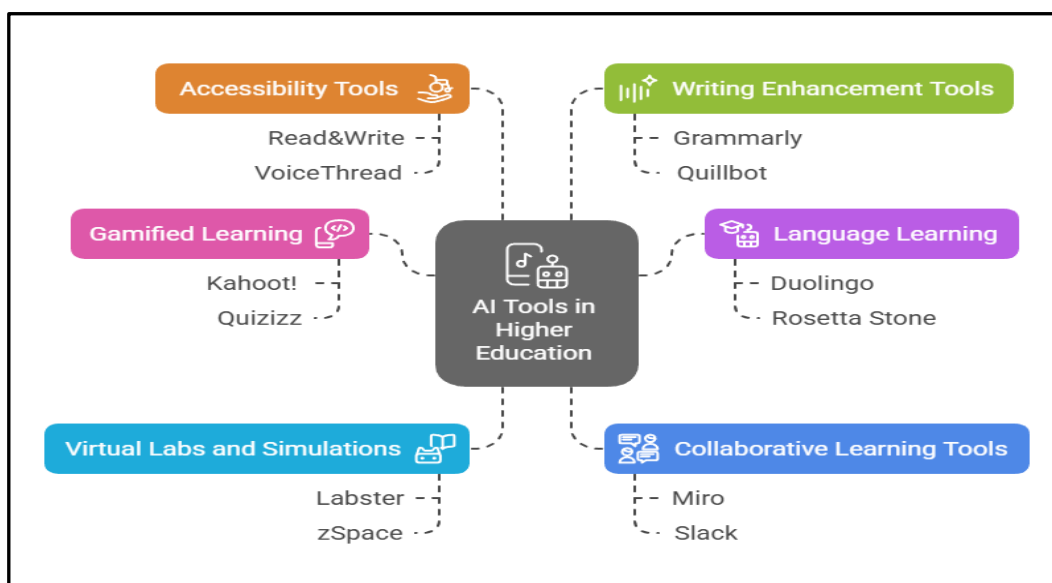 Accessibility Tools
Read&Write
VoiceThread
Gamified Learning
Kahoot!
Quizizz
Virtual Labs and Simulations
Labster
zSpace
AI Tools in
Higher
Education
Writing Enhancement Tools
Grammarly
Quillbot
Language Learning
Duolingo
Rosetta Stone
Collaborative Learning Tools
Miro
Slack